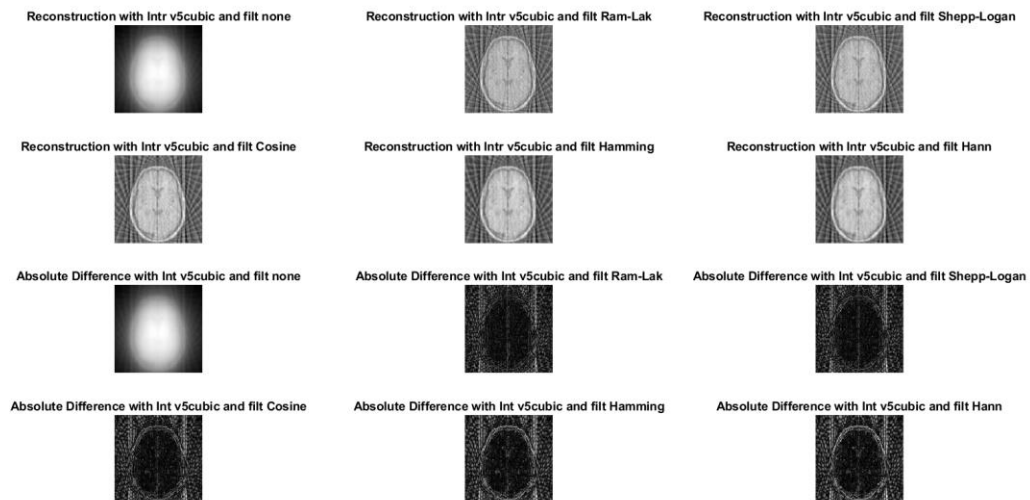 Reconstruction with Intr v5cubic and filt none
Reconstruction with Intr v5cubic and filt Ram-Lak
Reconstruction with Intr v5cubic and filt Shepp-Logan
Reconstruction with Intr v5cubic and filt Cosine
Reconstruction with Intr v5cubic and filt Hamming
Reconstruction with Intr v5cubic and filt Hann
Absolute Difference with Int v5cubic and filt none
Absolute Difference with Int v5cubic and filt Ram-Lak
Absolute Difference with Int v5cubic and filt Shepp-Logan
Absolute Difference with Int v5cubic and filt Cosine
Absolute Difference with Int v5cubic and filt Hamming
Absolute Difference with Int v5cubic and filt Hann